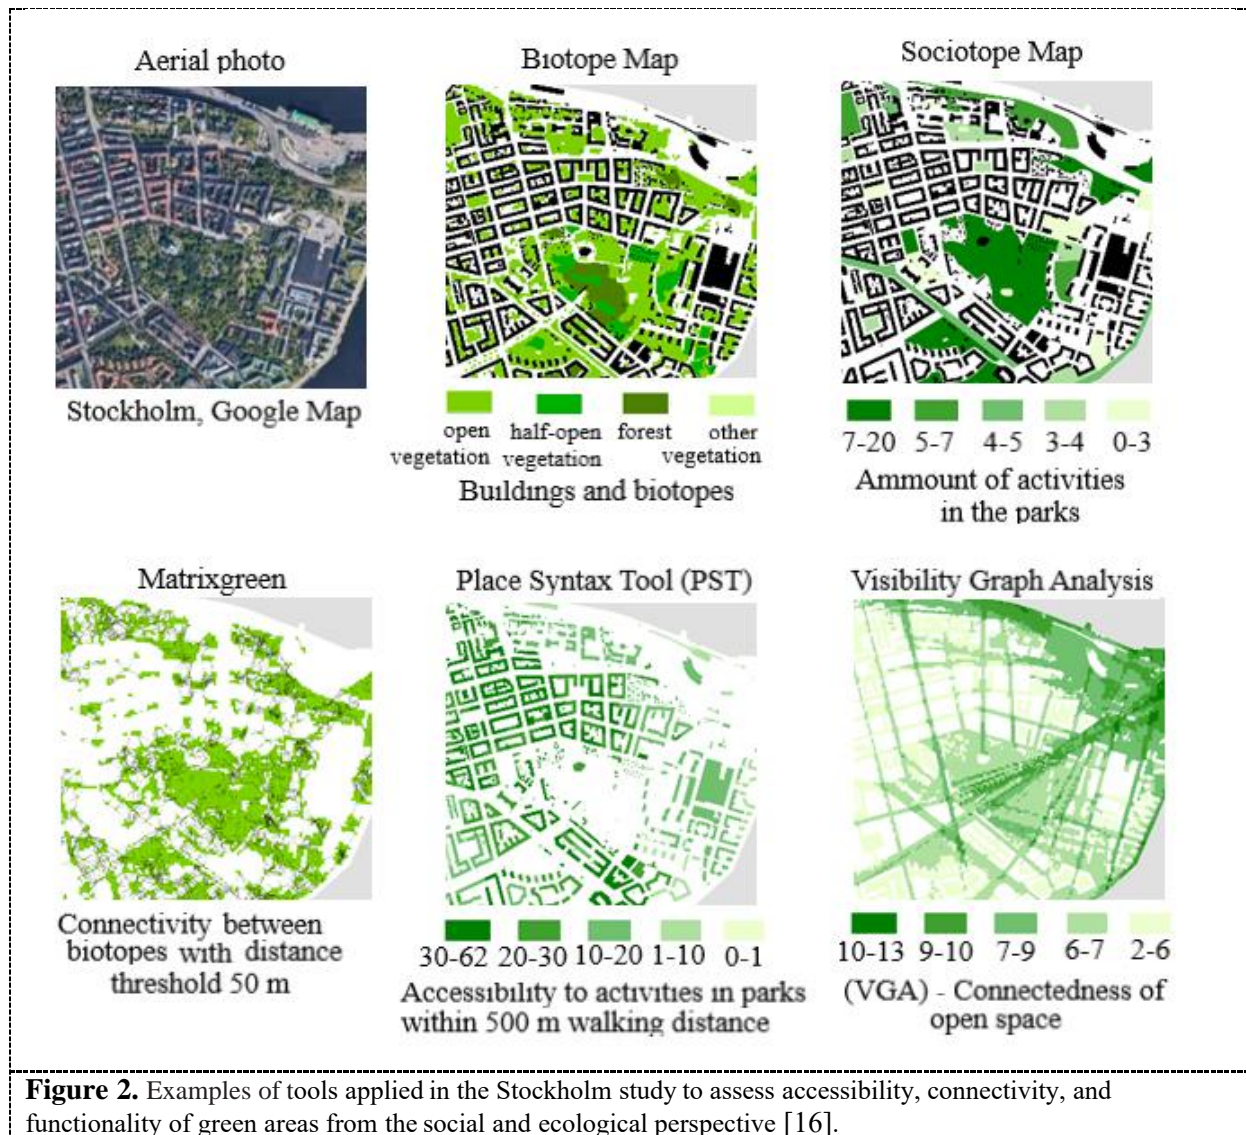 Aerial photo
Stockholm, Google Map
Biotope Map
open half-open forest other
vegetation vegetation vegetation
Buildings and biotopes
Sociotope Map
7-20 5-7 4-5 3-4 0-3
Ammount of activities
in the parks
Matrixgreen
Connectivity between
biotopes with distance
threshold 50 m
Place Syntax Tool (PST)
30-62 20-30 10-20 1-10 0-1
Accessibility to activities in parks
within 500 m walking distance
Visibility Graph Analysis
10-13 9-10 7-9 6-7 2-6
(VGA) - Connectedness of
open space
Figure 2. Examples of tools applied in the Stockholm study to assess accessibility, connectivity, and
functionality of green areas from the social and ecological perspective [16].